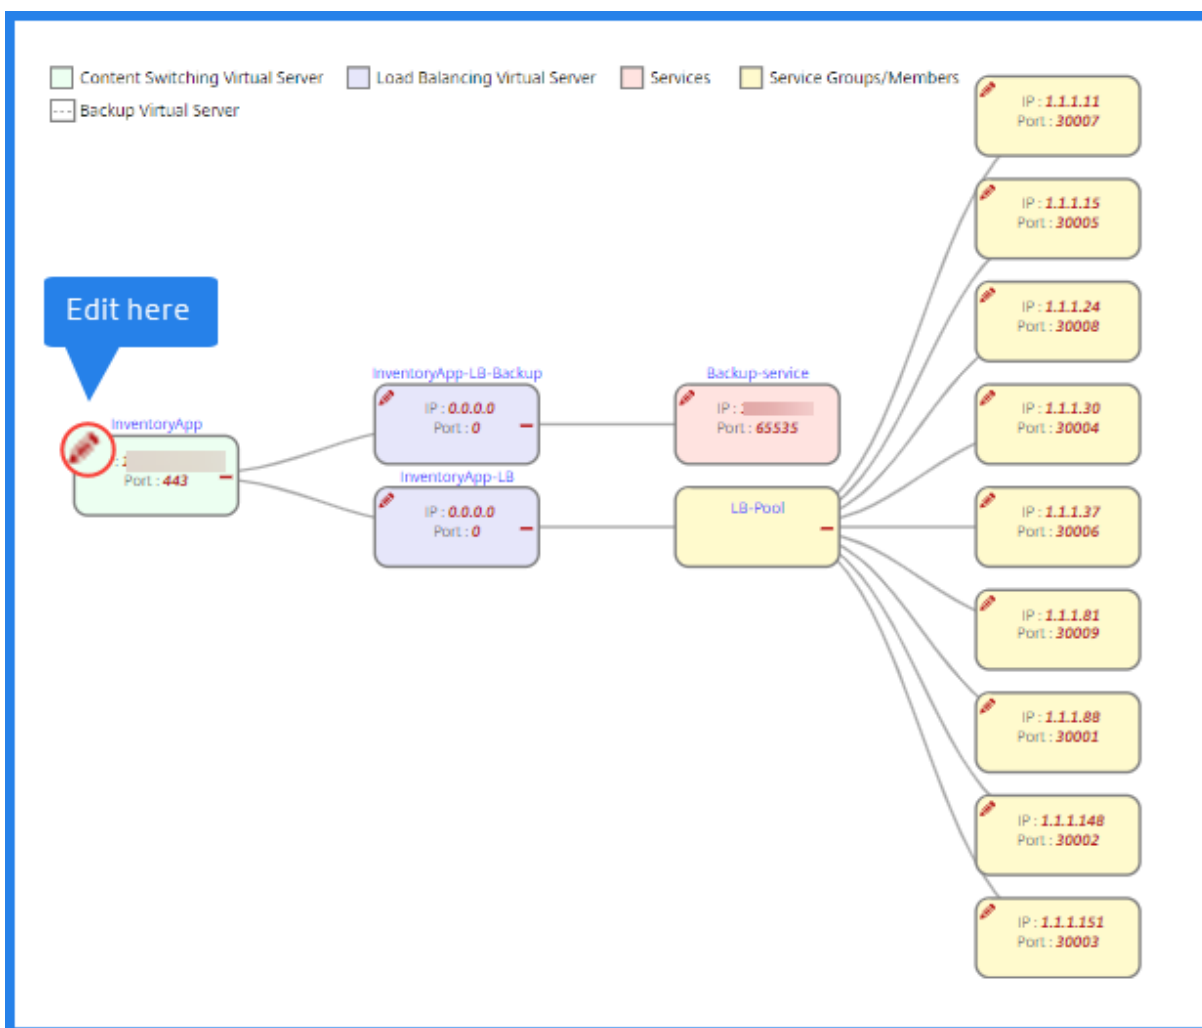 Content Switching Virtual Server
Load Balancing Virtual Server
Services
Service Groups/Members
--- Backup Virtual Server
Edit here
InventoryApp
Port : 443
InventoryApp-LB-Backup
IP : 0.0.0.0
Port : 0
InventoryApp-LB
IP : 0.0.0.0
Port : 0
Backup-service
IP :
Port : 65535
LB-Pool
IP : 1.1.1.11
Port : 30007
IP : 1.1.1.15
Port : 30005
IP : 1.1.1.24
Port : 30008
IP : 1.1.1.30
Port : 30004
IP : 1.1.1.37
Port : 30006
IP : 1.1.1.81
Port : 30009
IP : 1.1.1.88
Port : 30001
IP : 1.1.1.148
Port : 30002
IP : 1.1.1.151
Port : 30003